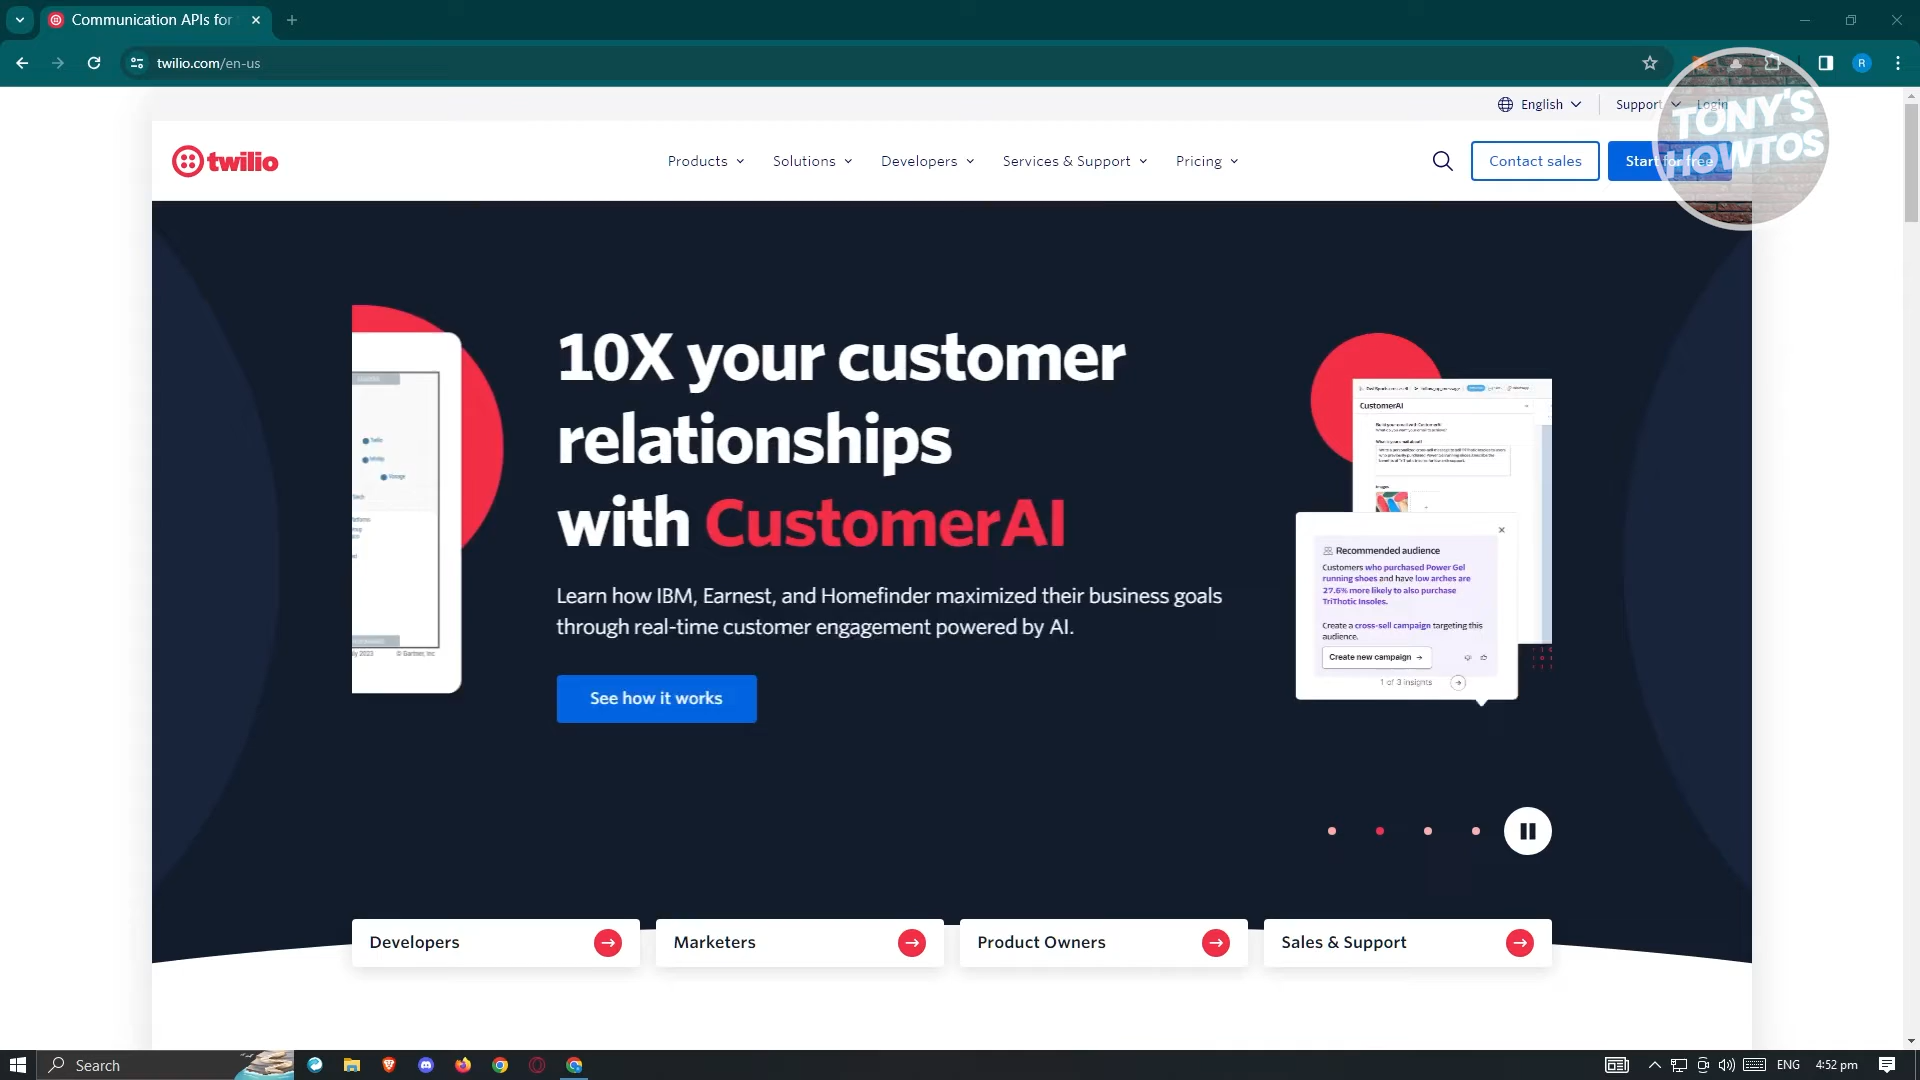 Communication APIs for
twilio.com/en-us
R
English
Support
Login
TONY'S
HOWTOS
twilio
Products
Solutions
Developers
Services & Support
Pricing
Contact sales
Start for free
10X your customer
relationships
with CustomerAI
Learn how IBM, Earnest, and Homefinder maximized their business goals
through real-time customer engagement powered by AI.
See how it works
CustomerAI
Recommended audience
Customers who purchased Power Gel
running shoes and have low arches are
27.6% more likely to also purchase
TriThotic Insoles.
Create a cross-sell campaign targeting this
audience.
Create new campaign →
1 of 3 insights
© Gartner, Inc
Developers
Marketers
Product Owners
Sales & Support
Search
ENG
4:52 pm